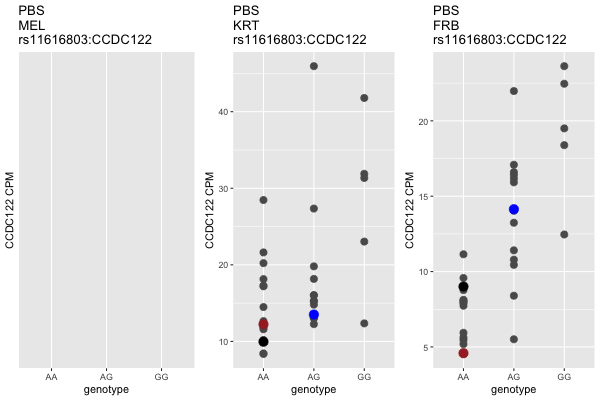 PBS
MEL
rs11616803:CCDC122
CCDC122 CPM
AA
AG
GG
genotype
PBS
KRT
rs11616803:CCDC122
CCDC122 CPM
40
30
20
10
AA
AG
GG
genotype
PBS
FRB
rs11616803:CCDC122
CCDC122 CPM
20
15
10
5
AA
AG
GG
genotype